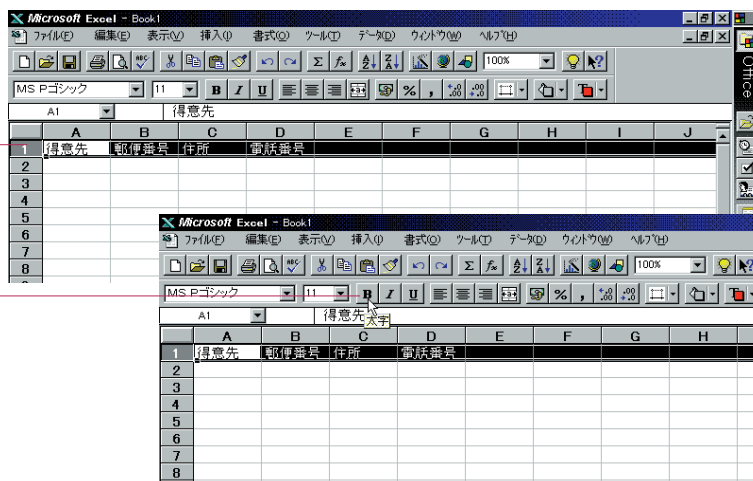 Microsoft Excel - Book1
ファイル(F) 編集(E) 表示(V) 挿入(I) 書式(O) ツール(T) データ(D) ウィンドウ(W) ヘルプ(H)
100%
MS Pゴシック 11 B I U % ,
A1 得意先
A B C D E F G H I J
1 得意先 郵便番号 住所 電話番号
2
3
4
5
6
7
8
Office
Microsoft Excel - Book1
ファイル(F) 編集(E) 表示(V) 挿入(I) 書式(O) ツール(T) データ(D) ウィンドウ(W) ヘルプ(H)
100%
MS Pゴシック 11 B I U % ,
太字
A1 得意先
A B C D E F G H
1 得意先 郵便番号 住所 電話番号
2
3
4
5
6
7
8